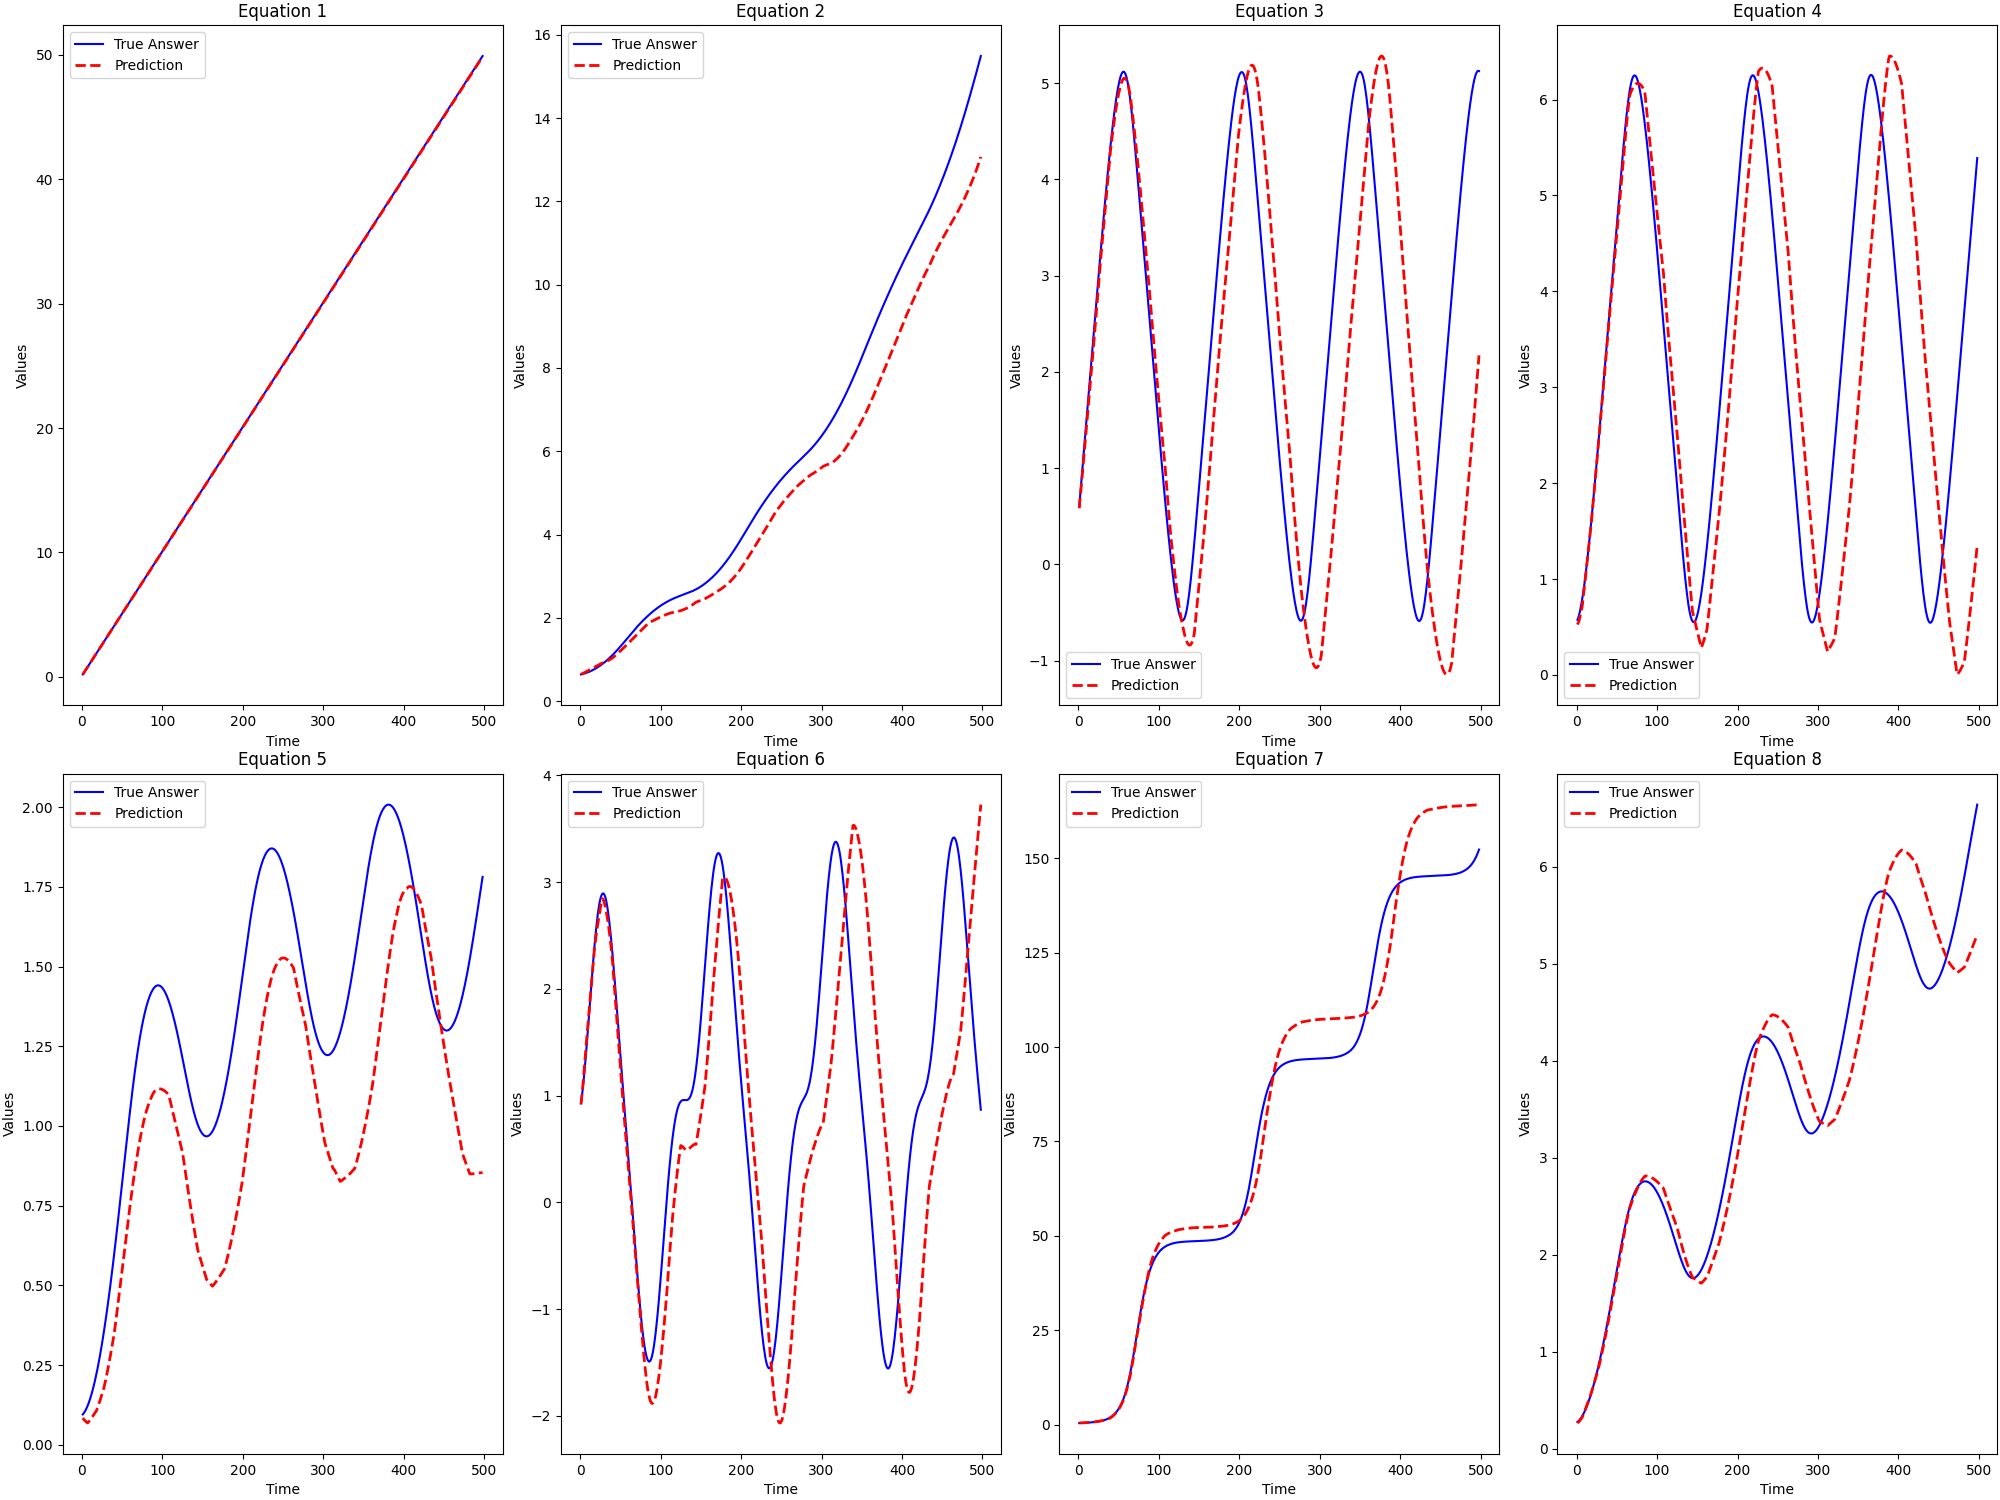 Equation 1
True Answer
Prediction
50
40
30
20
10
0
Values
0 100 200 300 400 500
Time
Equation 2
True Answer
Prediction
16
14
12
10
8
6
4
2
0
Values
0 100 200 300 400 500
Time
Equation 3
5
4
3
2
1
0
−1
Values
True Answer
Prediction
0 100 200 300 400 500
Time
Equation 4
6
5
4
3
2
1
0
Values
True Answer
Prediction
0 100 200 300 400 500
Time
Equation 5
True Answer
Prediction
2.00
1.75
1.50
1.25
1.00
0.75
0.50
0.25
0.00
Values
0 100 200 300 400 500
Time
Equation 6
True Answer
Prediction
4
3
2
1
0
−1
−2
Values
0 100 200 300 400 500
Time
Equation 7
True Answer
Prediction
150
125
100
75
50
25
0
Values
0 100 200 300 400 500
Time
Equation 8
True Answer
Prediction
6
5
4
3
2
1
0
Values
0 100 200 300 400 500
Time